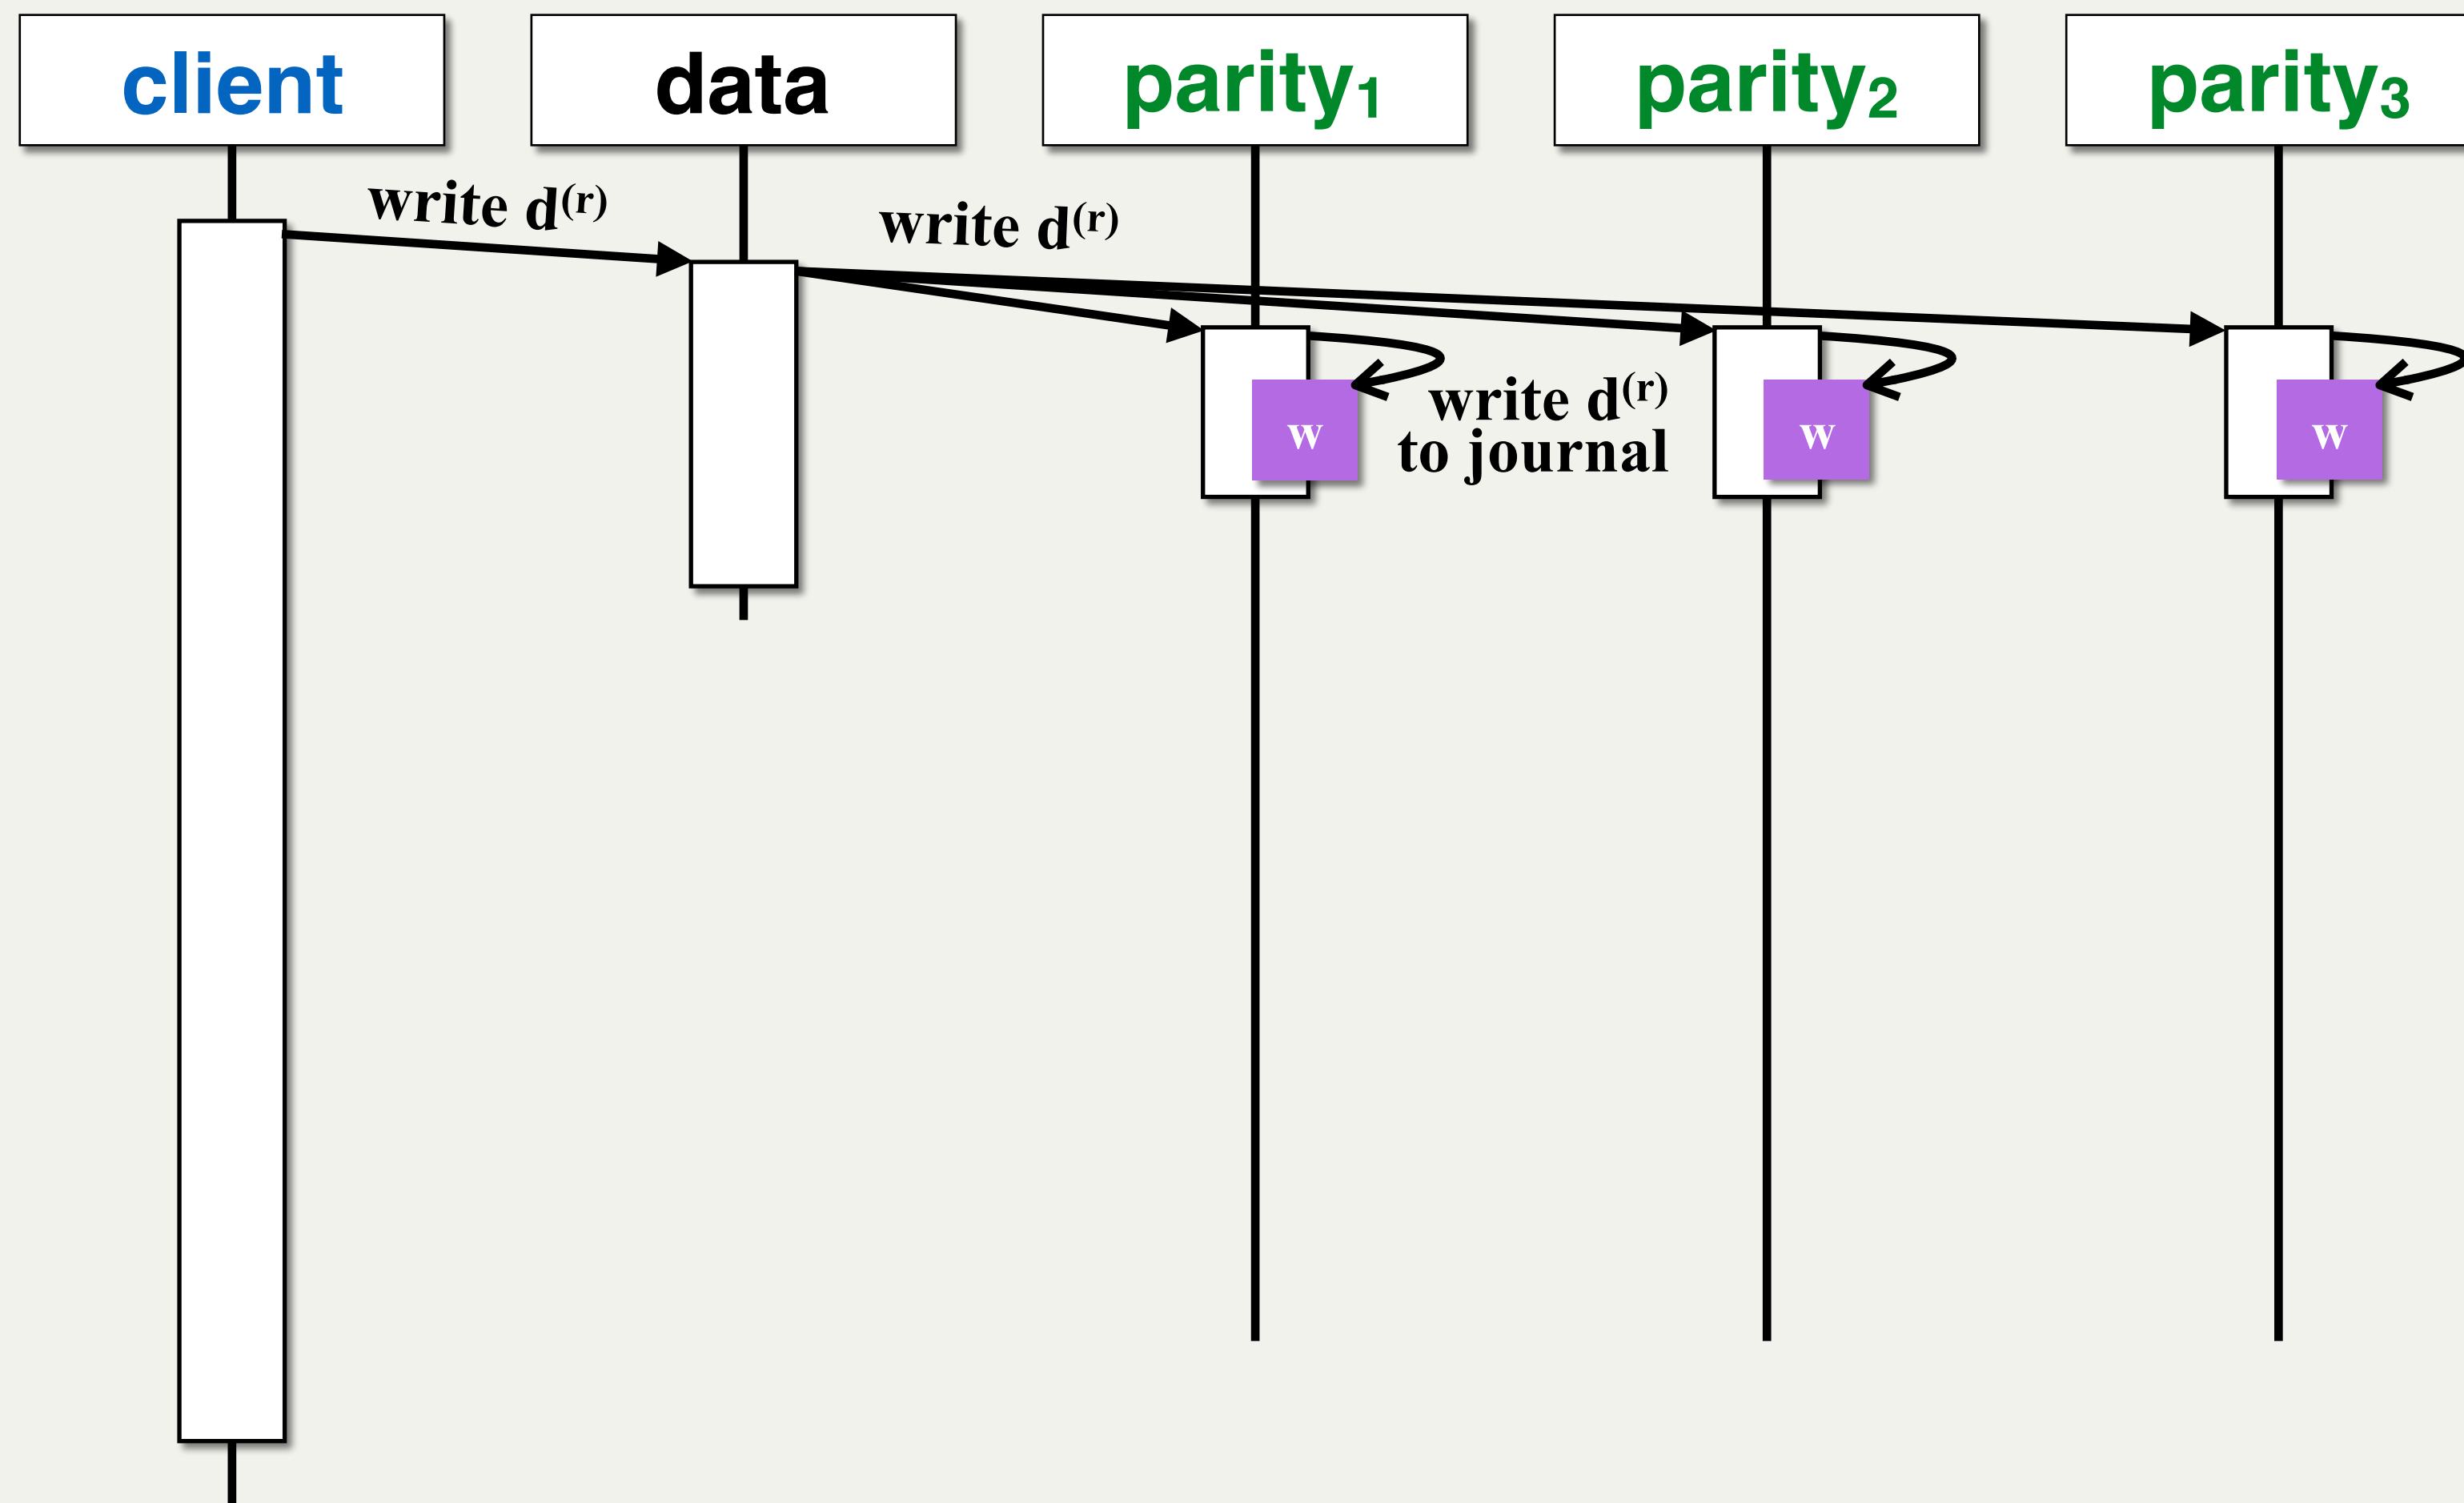 client data parity₁ parity₂ parity₃
write d⁽ʳ⁾
write d⁽ʳ⁾
write d⁽ʳ⁾
to journal
w w w